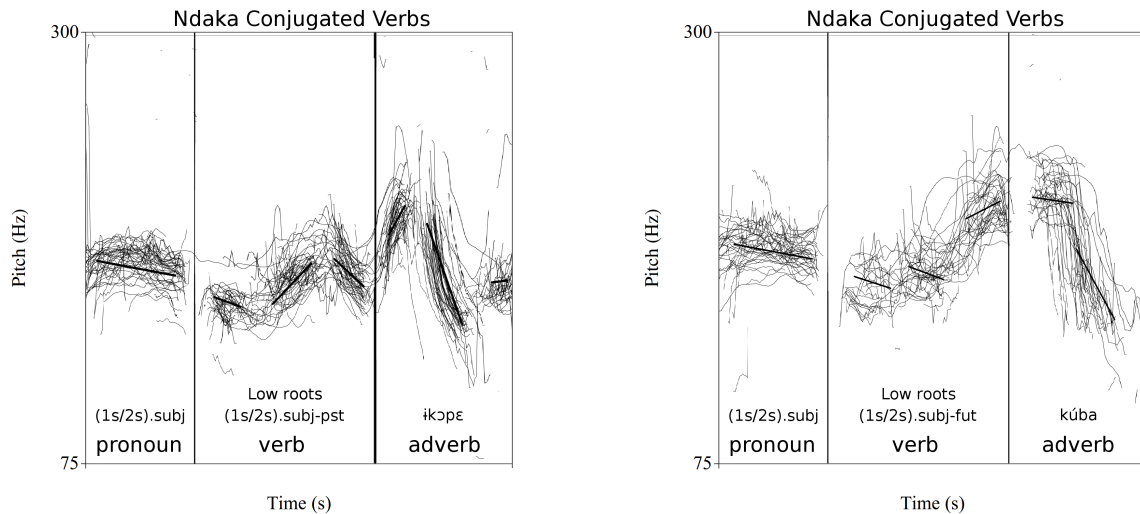 Ndaka Conjugated Verbs
300
Pitch (Hz)
Low roots
(1s/2s).subj (1s/2s).subj-pst ɨkɔpɛ
pronoun verb adverb
75
Time (s)
Ndaka Conjugated Verbs
300
Pitch (Hz)
Low roots
(1s/2s).subj (1s/2s).subj-fut kúba
pronoun verb adverb
75
Time (s)